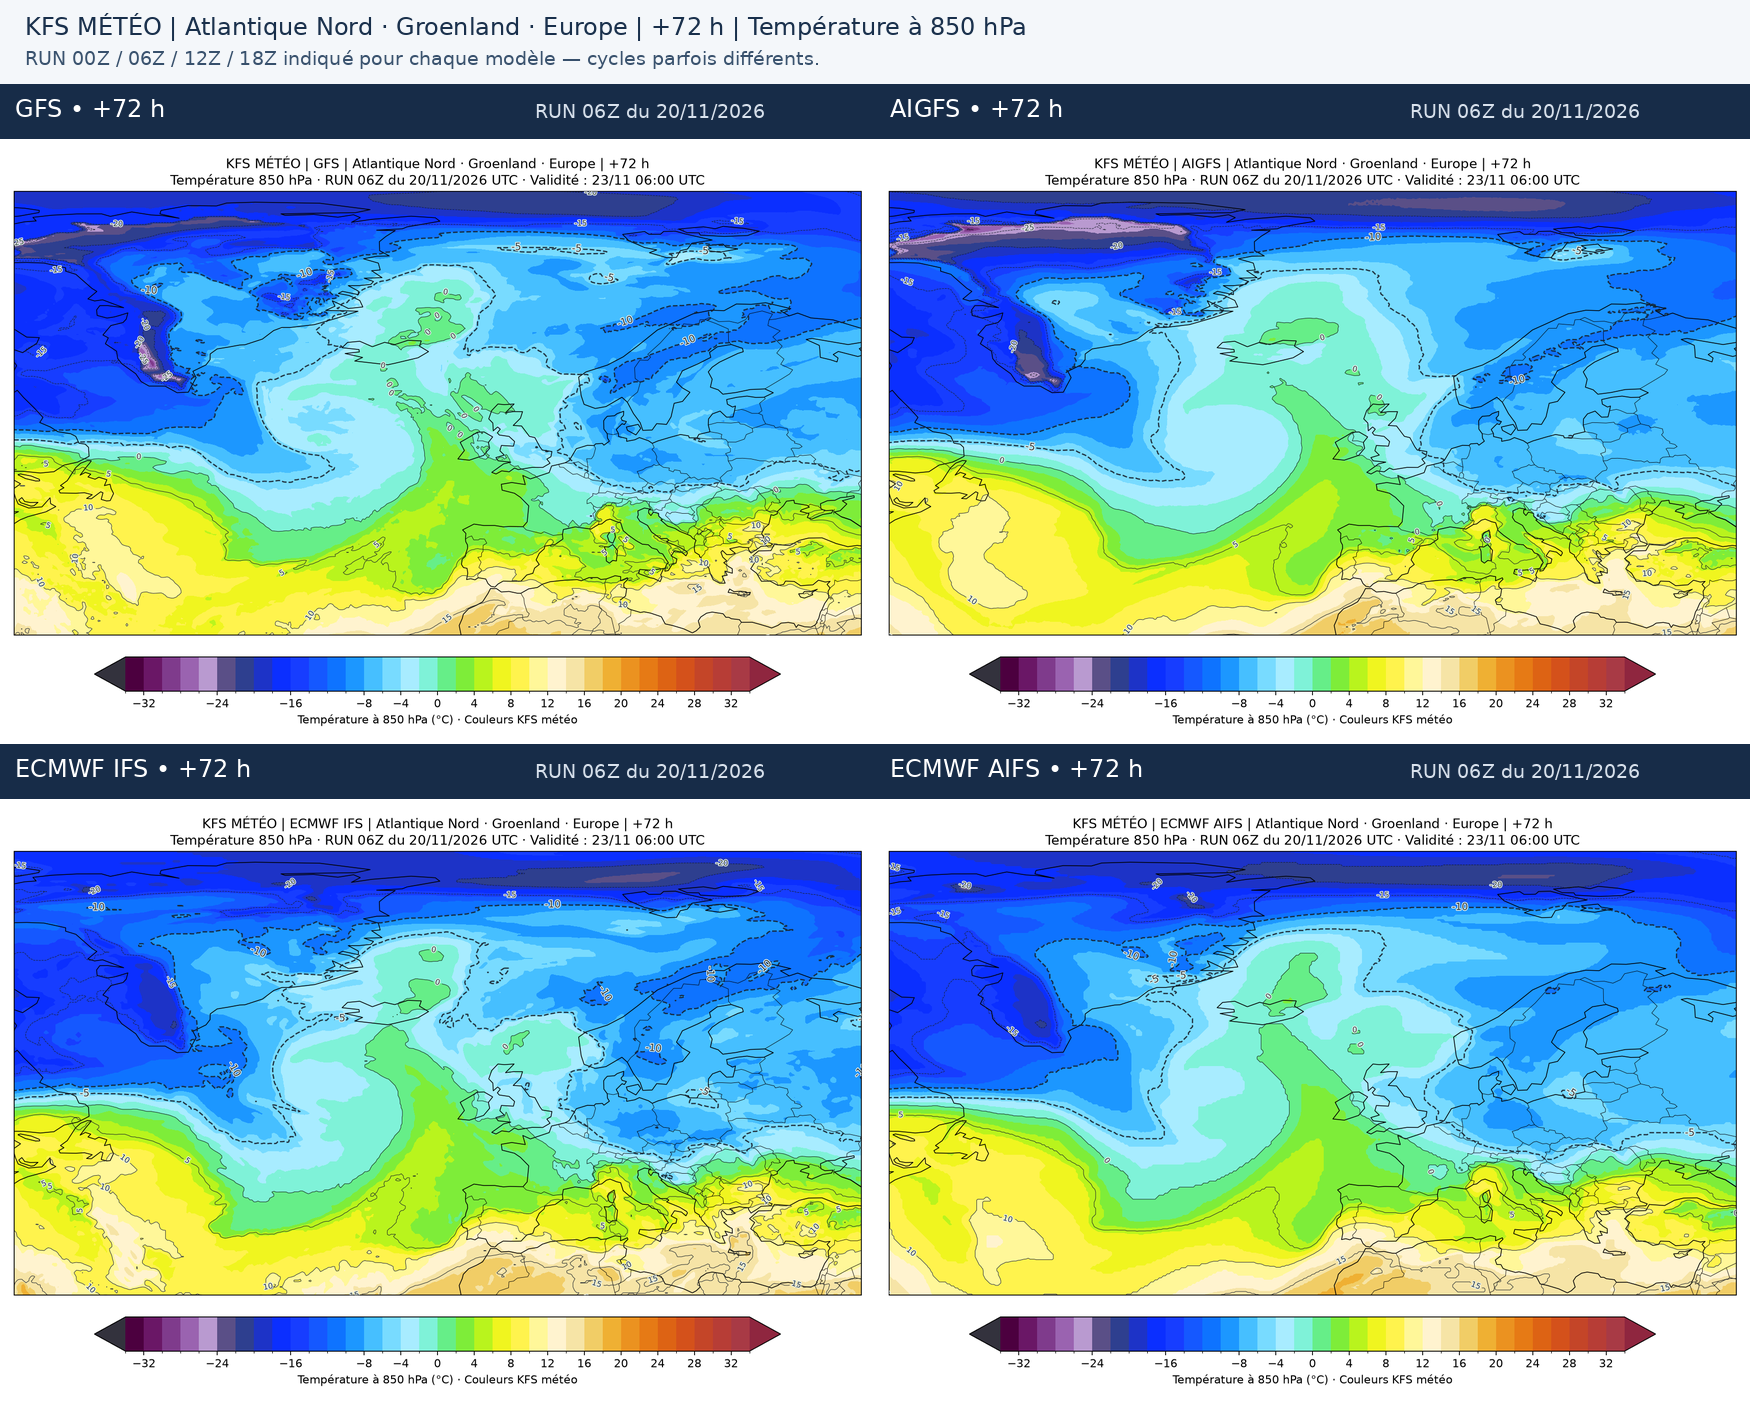 KFS MÉTÉO | Atlantique Nord · Groenland · Europe | +72 h | Température à 850 hPa
RUN 00Z / 06Z / 12Z / 18Z indiqué pour chaque modèle — cycles parfois différents.
GFS • +72 h
RUN 06Z du 20/11/2026
AIGFS • +72 h
RUN 06Z du 20/11/2026
KFS MÉTÉO | GFS | Atlantique Nord · Groenland · Europe | +72 h
Température 850 hPa · RUN 06Z du 20/11/2026 UTC · Validité : 23/11 06:00 UTC
KFS MÉTÉO | AIGFS | Atlantique Nord · Groenland · Europe | +72 h
Température 850 hPa · RUN 06Z du 20/11/2026 UTC · Validité : 23/11 06:00 UTC
−32 −24 −16 −8 −4 0 4 8 12 16 20 24 28 32
Température à 850 hPa (°C) · Couleurs KFS météo
−32 −24 −16 −8 −4 0 4 8 12 16 20 24 28 32
Température à 850 hPa (°C) · Couleurs KFS météo
ECMWF IFS • +72 h
RUN 06Z du 20/11/2026
ECMWF AIFS • +72 h
RUN 06Z du 20/11/2026
KFS MÉTÉO | ECMWF IFS | Atlantique Nord · Groenland · Europe | +72 h
Température 850 hPa · RUN 06Z du 20/11/2026 UTC · Validité : 23/11 06:00 UTC
KFS MÉTÉO | ECMWF AIFS | Atlantique Nord · Groenland · Europe | +72 h
Température 850 hPa · RUN 06Z du 20/11/2026 UTC · Validité : 23/11 06:00 UTC
−32 −24 −16 −8 −4 0 4 8 12 16 20 24 28 32
Température à 850 hPa (°C) · Couleurs KFS météo
−32 −24 −16 −8 −4 0 4 8 12 16 20 24 28 32
Température à 850 hPa (°C) · Couleurs KFS météo